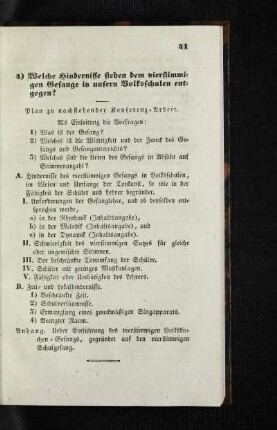 41
4) Welche Hindernisse stehen dem vierstimmi-
gen Gesange in unsern Volksschulen ent-
gegen?
Plan zu nachstehender Konferenz-Arbeit.
Als Einleitung die Vorfragen:
1) Was ist der Gesang?
2) Welches ist die Wichtigkeit und der Zweck des Ge-
sangs und Gesangunterrichts?
3) Welches sind die Arten des Gesangs in Absicht auf
Stimmenanzahl?
A. Hindernisse des vierstimmigen Gesangs in Volksschulen,
im Wesen und Umfange der Tonkunst, so wie in der
Fähigkeit der Schüler und Lehrer begründet.
I. Anforderungen der Gesanglehre, und ob denselben ent-
sprochen werde,
a) in der Rhythmik (Inhaltsangabe),
b) in der Melodik (Inhaltsangabe), und
c) in der Dynamik (Inhaltsangabe).
II. Schwierigkeit des vierstimmigen Satzes für gleiche
oder ungemischte Stimmen.
III. Der beschränkte Tonumfang der Schüler.
IV. Schüler mit geringen Musikanlagen.
V. Fähigkeit oder Unfähigkeit des Lehrers.
B. Zeit- und Lokalhindernisse.
1) Beschränkte Zeit.
2) Schulversäumnisse.
3) Ermanglung eines zweckmäßigen Singapparats.
4) Beengter Raum.
Anhang. Ueber Einführung des vierstimmigen Volkskir-
chen-Gesangs, gegründet auf den vierstimmigen
Schulgesang.